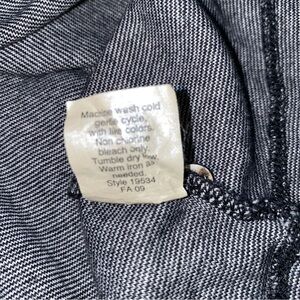 Machine wash cold
gentle cycle,
with like colors.
Non chlorine
bleach only.
Tumble dry low.
Warm iron as
needed.
Style 19534
FA 09